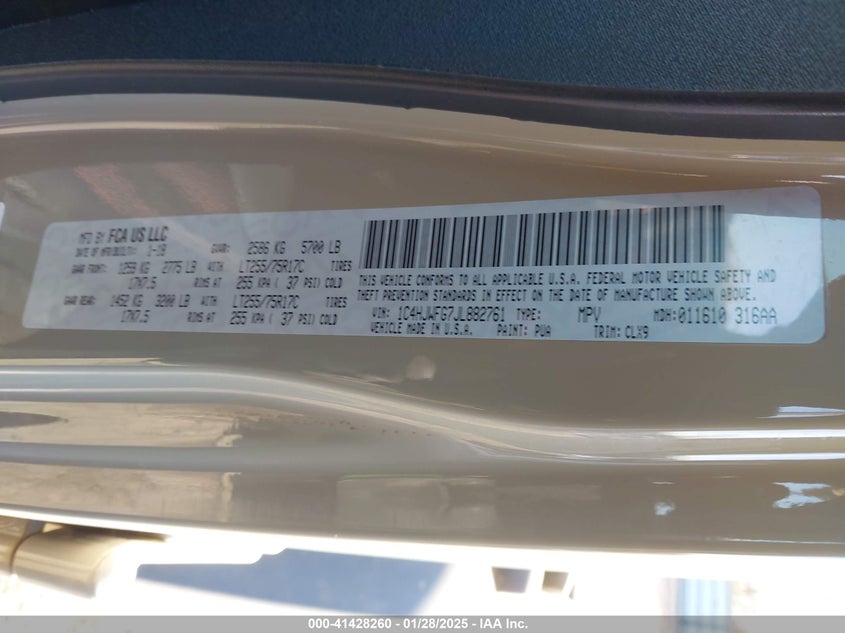 MFD BY FCA US LLC
DATE OF MFR/BUILT: 1-18 GVWR: 2586 KG 5700 LB
GAWR FRONT: 1259 KG 2775 LB WITH LT255/75R17C TIRES
17X7.5 RIMS AT 255 KPA ( 37 PSI) COLD
GAWR REAR: 1452 KG 3200 LB WITH LT255/75R17C TIRES
17X7.5 RIMS AT 255 KPA ( 37 PSI) COLD
THIS VEHICLE CONFORMS TO ALL APPLICABLE U.S.A. FEDERAL MOTOR VEHICLE SAFETY AND
THEFT PREVENTION STANDARDS IN EFFECT ON THE DATE OF MANUFACTURE SHOWN ABOVE.
VIN: 1C4HJWFG7JL882761 TYPE: MPV MDH: 011610 316AA
VEHICLE MADE IN U.S.A. PAINT: PUA TRIM: CLX9
000-41428260 - 01/28/2025 - IAA Inc.